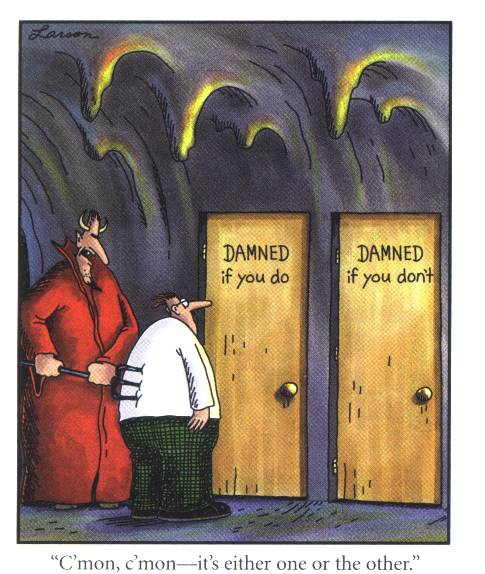 Larson
DAMNED
if you do
DAMNED
if you don't
“C’mon, c’mon—it’s either one or the other.”